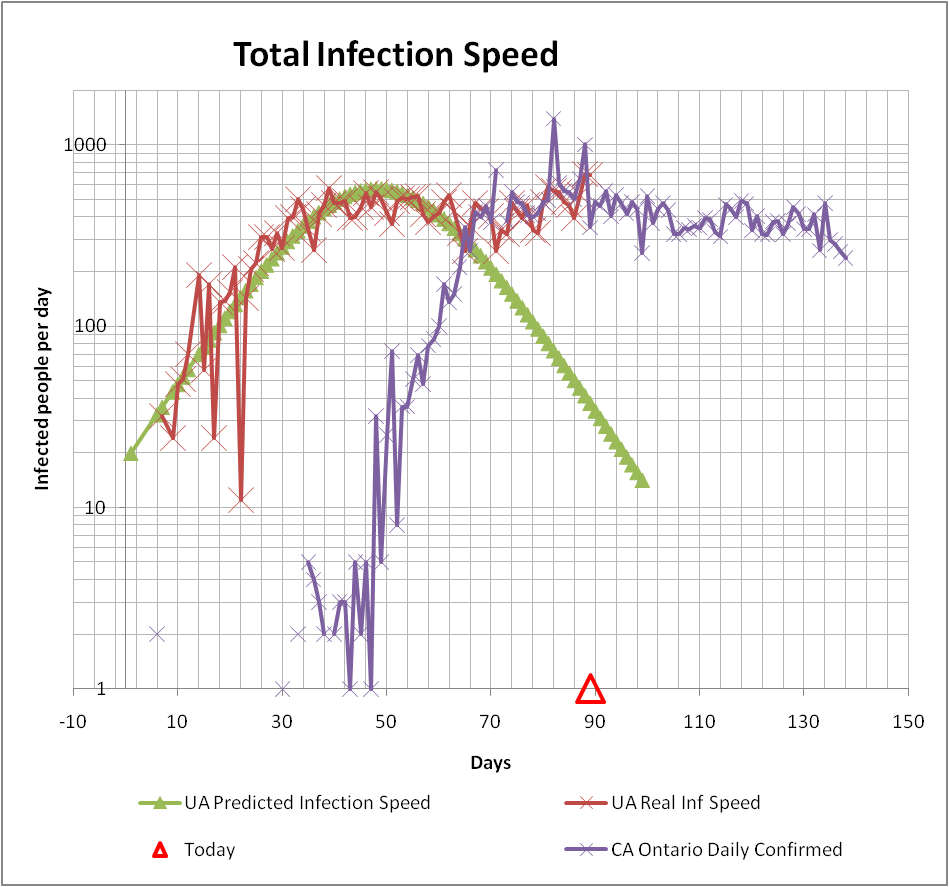 Total Infection Speed
1000
100
10
1
Infected people per day
-10 10 30 50 70 90 110 130 150
Days
UA Predicted Infection Speed
UA Real Inf Speed
Today
CA Ontario Daily Confirmed